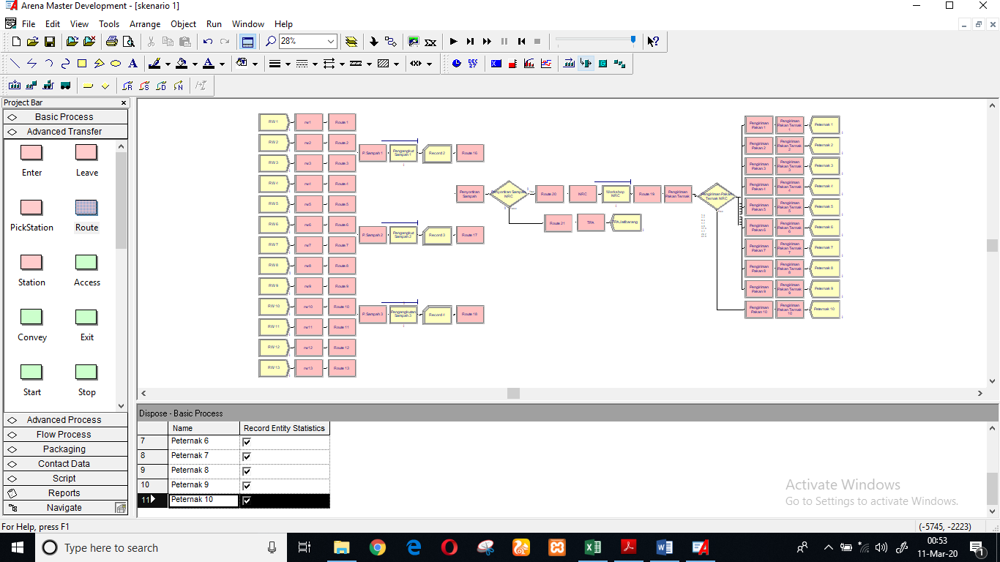 Arena Master Development - [skenario 1]
File Edit View Tools Arrange Object Run Window Help
28%
Project Bar
Basic Process
Advanced Transfer
Enter Leave
PickStation Route
Station Access
Convey Exit
Start Stop
Advanced Process
Flow Process
Packaging
Contact Data
Script
Reports
Navigate
RW 1 rw1 Route 1
RW 2 rw2 Route 2
RW 3 rw3 Route 3
RW 4 rw4 Route 4
RW 5 rw5 Route 5
RW 6 rw6 Route 6
RW 7 rw7 Route 7
RW 8 rw8 Route 8
RW 9 rw9 Route 9
RW 10 rw10 Route 10
RW 11 rw11 Route 11
RW 12 rw12 Route 12
RW 13 rw13 Route 13
P.Sampah 1 Pengangkut Sampah 1 Record 2 Route 16
P.Sampah 2 Pengangkut Sampah 2 Record 3 Route 17
P.Sampah 3 Pengangkutan Sampah 3 Record 4 Route 18
Penyortiran Sampah
Penyortiran Sampah NRC
Route 20 NRC Workshop NRC Route 19 Pengiriman Pakan Ternak
Pengiriman Pakan Ternak NRC
Route 21 TPA TPA Jatibarang
Pengiriman Pakan 1 Pengiriman Pakan Ternak 1 Peternak 1
Pengiriman Pakan 2 Pengiriman Pakan Ternak 2 Peternak 2
Pengiriman Pakan 3 Pengiriman Pakan Ternak 3 Peternak 3
Pengiriman Pakan 4 Pengiriman Pakan Ternak 4 Peternak 4
Pengiriman Pakan 5 Pengiriman Pakan Ternak 5 Peternak 5
Pengiriman Pakan 6 Pengiriman Pakan Ternak 6 Peternak 6
Pengiriman Pakan 7 Pengiriman Pakan Ternak 7 Peternak 7
Pengiriman Pakan 8 Pengiriman Pakan Ternak 8 Peternak 8
Pengiriman Pakan 9 Pengiriman Pakan Ternak 9 Peternak 9
Pengiriman Pakan 10 Pengiriman Pakan Ternak 10 Peternak 10
Dispose - Basic Process
Name Record Entity Statistics
7 Peternak 6
8 Peternak 7
9 Peternak 8
10 Peternak 9
11 Peternak 10
Activate Windows
Go to Settings to activate Windows.
For Help, press F1
(-5745, -2223)
Type here to search
00:53
11-Mar-20
1